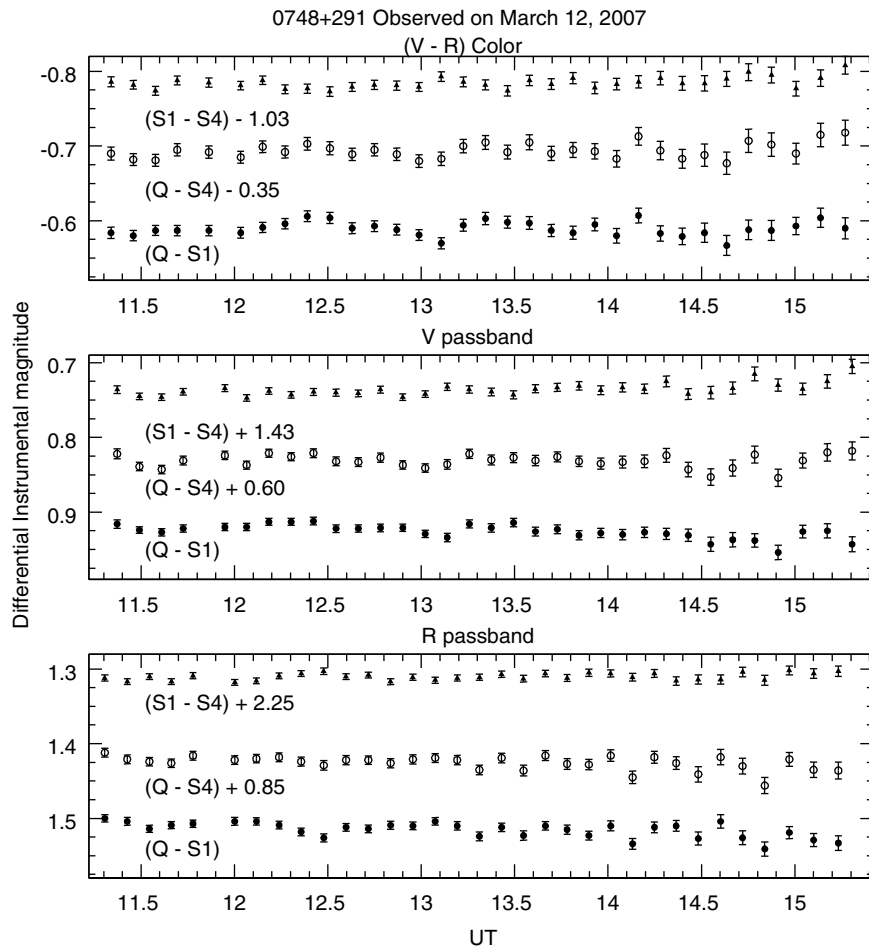 0748+291 Observed on March 12, 2007
(V - R) Color
-0.8
(S1 - S4) - 1.03
-0.7
(Q - S4) - 0.35
-0.6
(Q - S1)
11.5 12 12.5 13 13.5 14 14.5 15
V passband
0.7
(S1 - S4) + 1.43
0.8
(Q - S4) + 0.60
0.9
(Q - S1)
11.5 12 12.5 13 13.5 14 14.5 15
R passband
1.3
(S1 - S4) + 2.25
1.4
(Q - S4) + 0.85
1.5
(Q - S1)
11.5 12 12.5 13 13.5 14 14.5 15
UT
Differential Instrumental magnitude